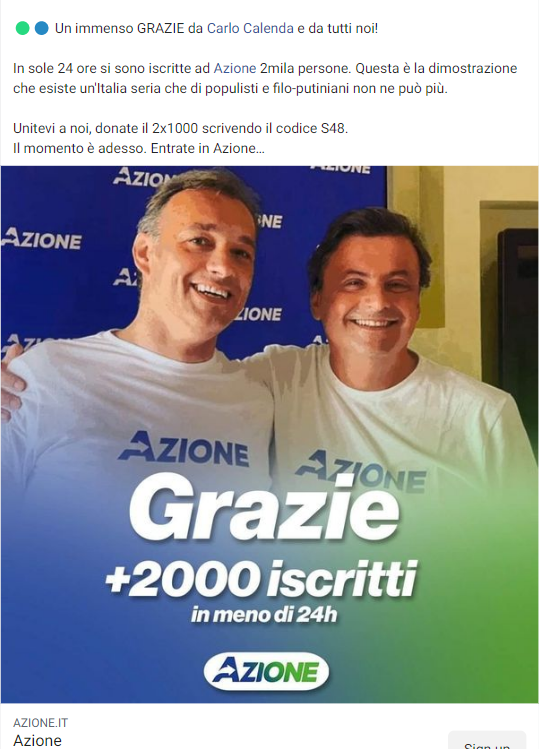 Un immenso GRAZIE da Carlo Calenda e da tutti noi!
In sole 24 ore si sono iscritte ad Azione 2mila persone. Questa è la dimostrazione
che esiste un'Italia seria che di populisti e filo-putiniani non ne può più.
Unitevi a noi, donate il 2x1000 scrivendo il codice S48.
Il momento è adesso. Entrate in Azione...
AZIONE
AZIONE
AZIONE
AZIONE
Grazie
+2000 iscritti
in meno di 24h
AZIONE
AZIONE.IT
Azione
Sign up